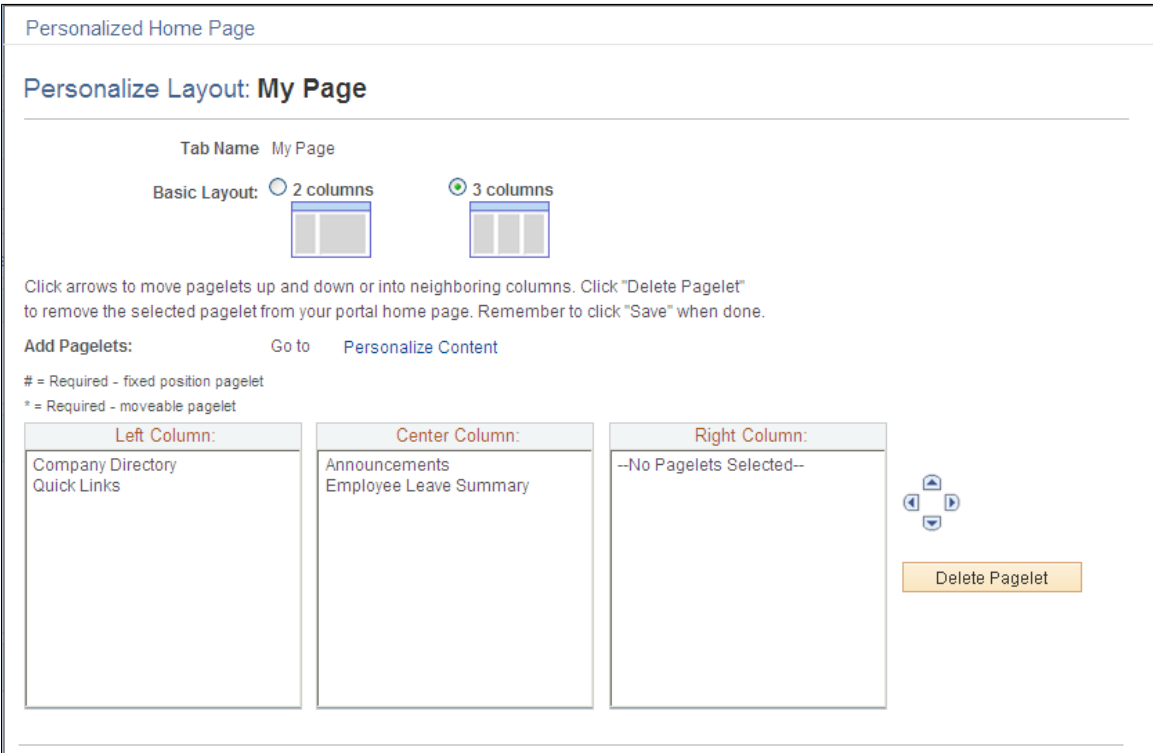 Personalized Home Page
Personalize Layout: My Page
Tab Name My Page
Basic Layout: 2 columns 3 columns
Click arrows to move pagelets up and down or into neighboring columns. Click "Delete Pagelet"
to remove the selected pagelet from your portal home page. Remember to click "Save" when done.
Add Pagelets: Go to Personalize Content
# = Required - fixed position pagelet
* = Required - moveable pagelet
Left Column: Center Column: Right Column:
Company Directory Announcements --No Pagelets Selected--
Quick Links Employee Leave Summary
Delete Pagelet